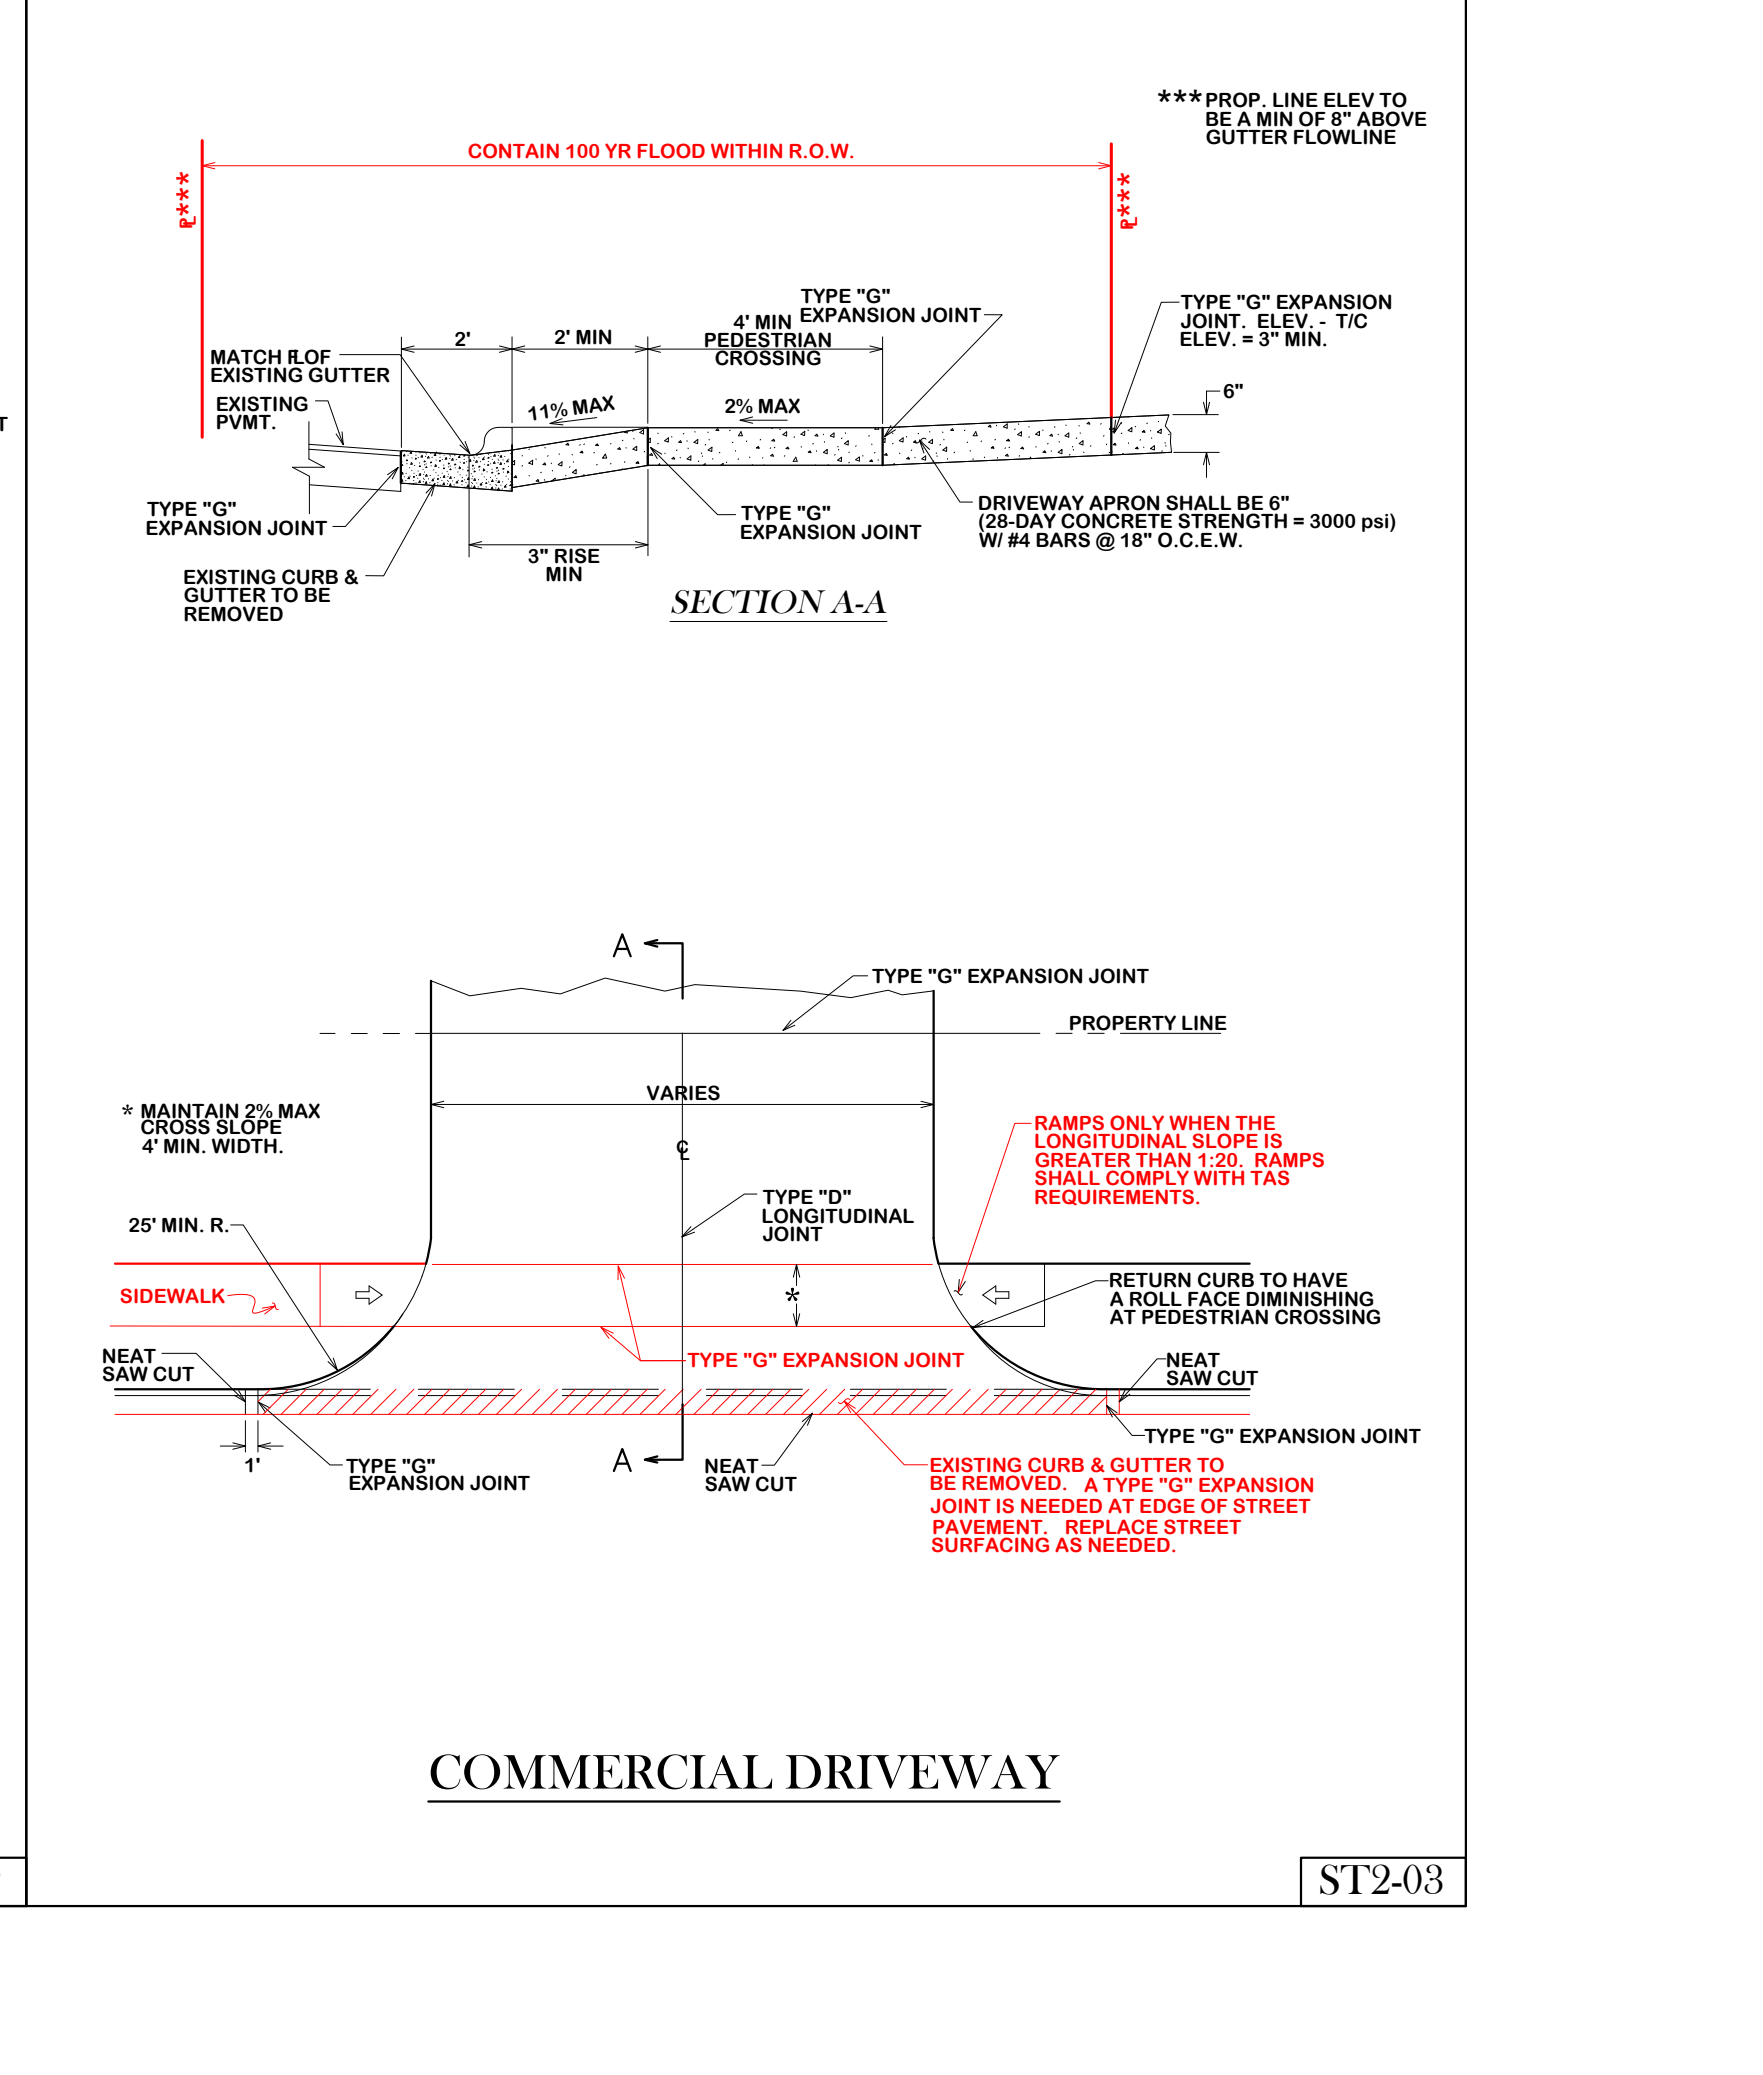 ***PROP. LINE ELEV TO
BE A MIN OF 8" ABOVE
GUTTER FLOWLINE
CONTAIN 100 YR FLOOD WITHIN R.O.W.
PL***
PL***
TYPE "G"
EXPANSION JOINT
TYPE "G" EXPANSION
JOINT. ELEV. - T/C
ELEV. = 3" MIN.
2'
2' MIN
4' MIN
PEDESTRIAN
CROSSING
MATCH FL OF
EXISTING GUTTER
EXISTING
PVMT.
11% MAX
2% MAX
6"
TYPE "G"
EXPANSION JOINT
TYPE "G"
EXPANSION JOINT
DRIVEWAY APRON SHALL BE 6"
(28-DAY CONCRETE STRENGTH = 3000 psi)
W/ #4 BARS @ 18" O.C.E.W.
3" RISE
MIN
EXISTING CURB &
GUTTER TO BE
REMOVED
SECTION A-A
T
A
TYPE "G" EXPANSION JOINT
PROPERTY LINE
VARIES
* MAINTAIN 2% MAX
CROSS SLOPE
4' MIN. WIDTH.
CL
RAMPS ONLY WHEN THE
LONGITUDINAL SLOPE IS
GREATER THAN 1:20. RAMPS
SHALL COMPLY WITH TAS
REQUIREMENTS.
TYPE "D"
LONGITUDINAL
JOINT
25' MIN. R.
SIDEWALK
*
RETURN CURB TO HAVE
A ROLL FACE DIMINISHING
AT PEDESTRIAN CROSSING
NEAT
SAW CUT
TYPE "G" EXPANSION JOINT
NEAT
SAW CUT
1'
TYPE "G"
EXPANSION JOINT
A
NEAT
SAW CUT
TYPE "G" EXPANSION JOINT
EXISTING CURB & GUTTER TO
BE REMOVED. A TYPE "G" EXPANSION
JOINT IS NEEDED AT EDGE OF STREET
PAVEMENT. REPLACE STREET
SURFACING AS NEEDED.
COMMERCIAL DRIVEWAY
ST2-03